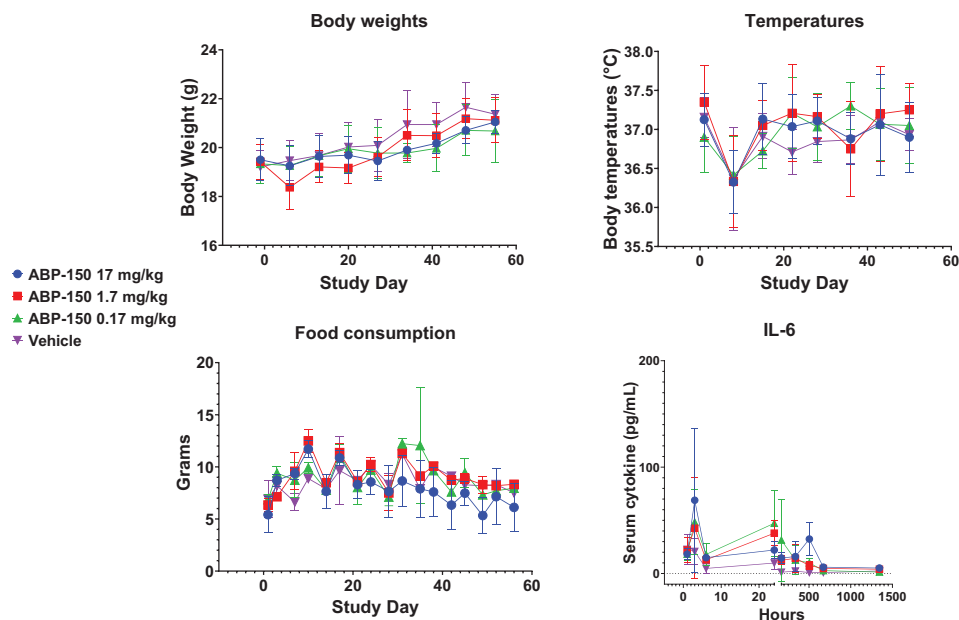 Body weights
Temperatures
24
22
20
18
16
Body Weight (g)
0 20 40 60
Study Day
38.0
37.5
37.0
36.5
36.0
35.5
Body temperatures (°C)
0 20 40 60
Study Day
ABP-150 17 mg/kg
ABP-150 1.7 mg/kg
ABP-150 0.17 mg/kg
Vehicle
Food consumption
IL-6
20
15
10
5
0
Grams
0 20 40 60
Study Day
200
100
0
Serum cytokine (pg/mL)
0 10 20 500 1000 1500
Hours